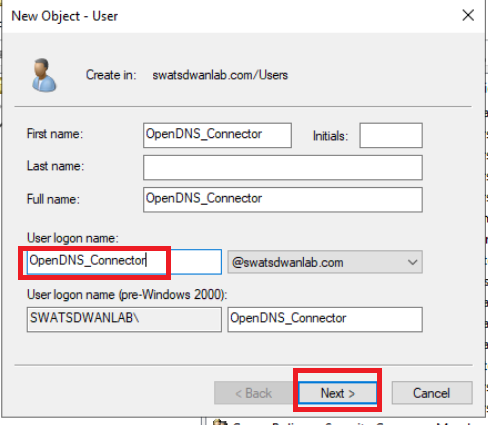 New Object - User
Create in: swatsdwanlab.com/Users
First name: OpenDNS_Connector Initials:
Last name:
Full name: OpenDNS_Connector
User logon name:
OpenDNS_Connector @swatsdwanlab.com
User logon name (pre-Windows 2000):
SWATSDWANLAB\ OpenDNS_Connector
< Back Next > Cancel